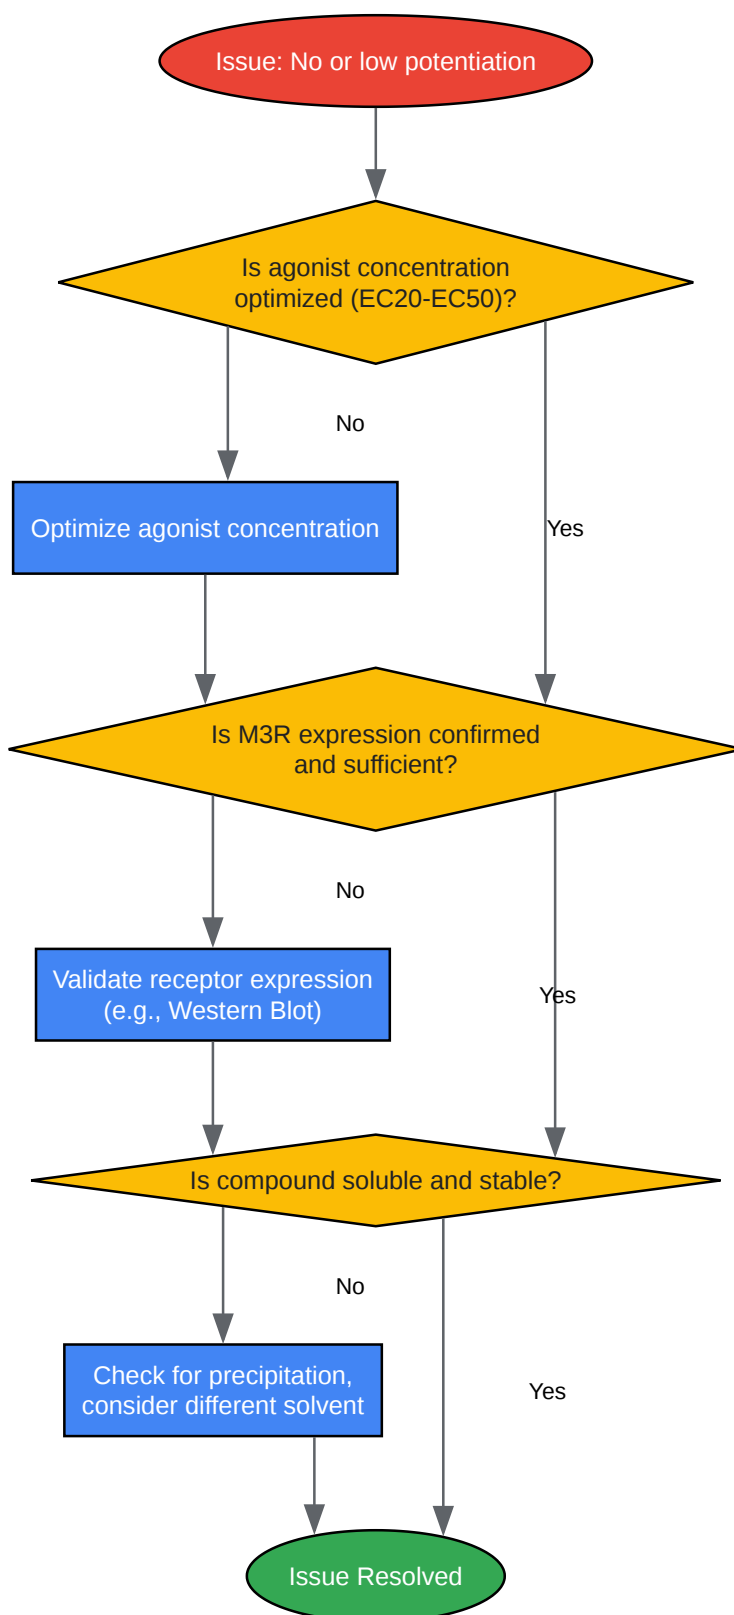 Issue: No or low potentiation
Is agonist concentration
optimized (EC20-EC50)?
No
Optimize agonist concentration
Yes
Is M3R expression confirmed
and sufficient?
No
Validate receptor expression
(e.g., Western Blot)
Yes
Is compound soluble and stable?
No
Check for precipitation,
consider different solvent
Yes
Issue Resolved